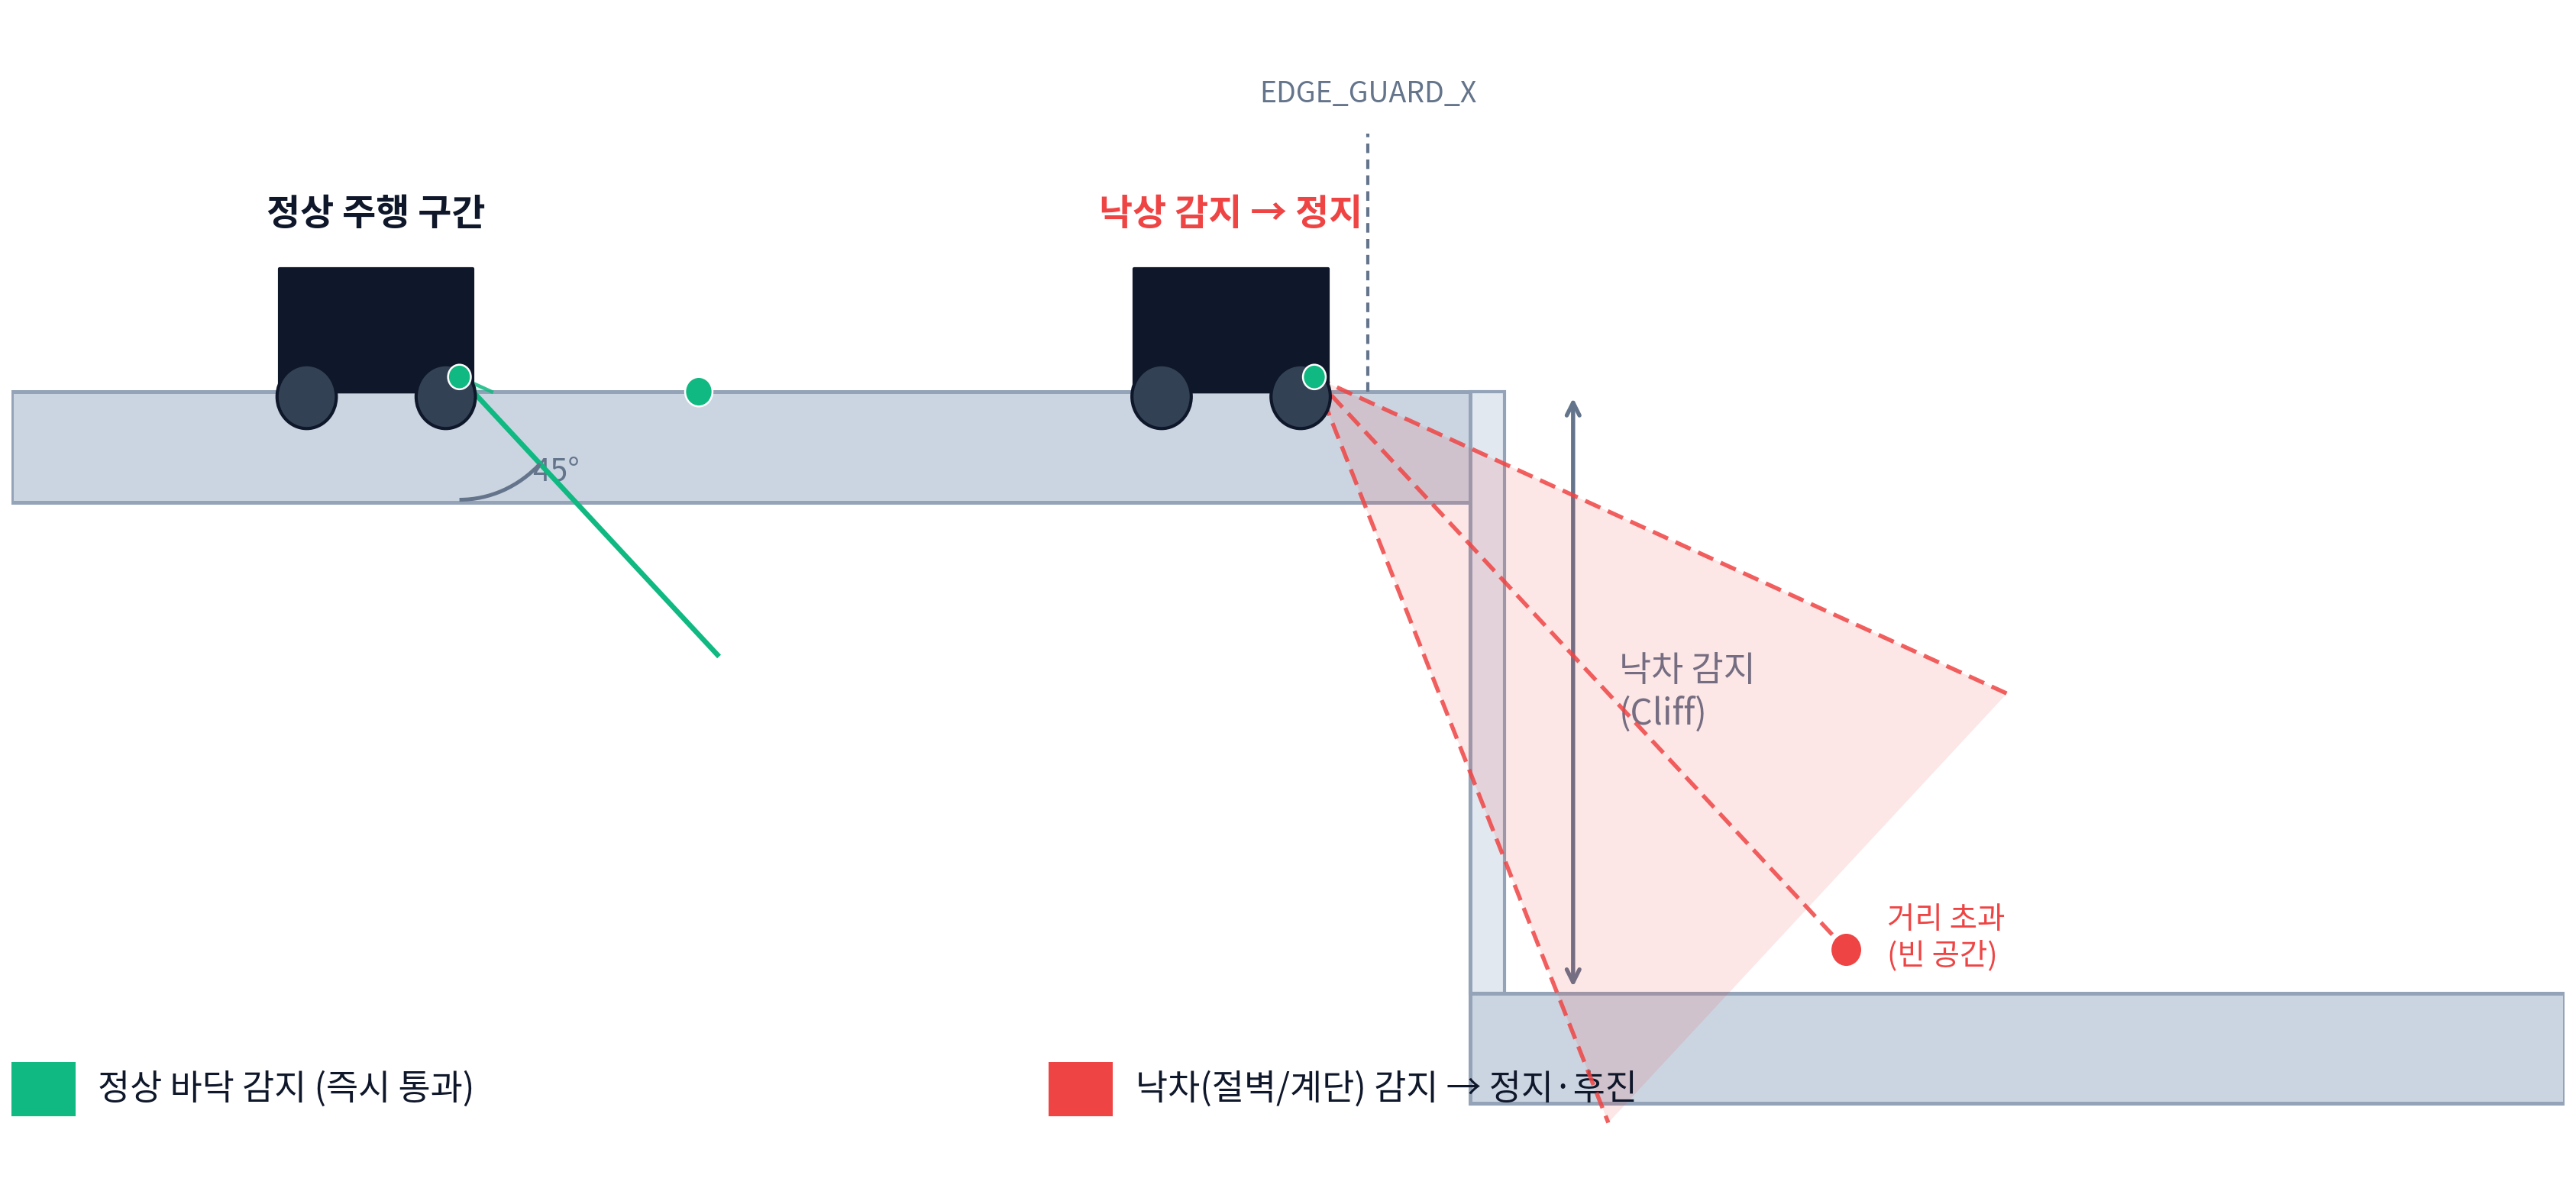 EDGE_GUARD_X
정상 주행 구간
낙상 감지 → 정지
45°
낙차 감지
(Cliff)
거리 초과
(빈 공간)
정상 바닥 감지 (즉시 통과)
낙차(절벽/계단) 감지 → 정지·후진